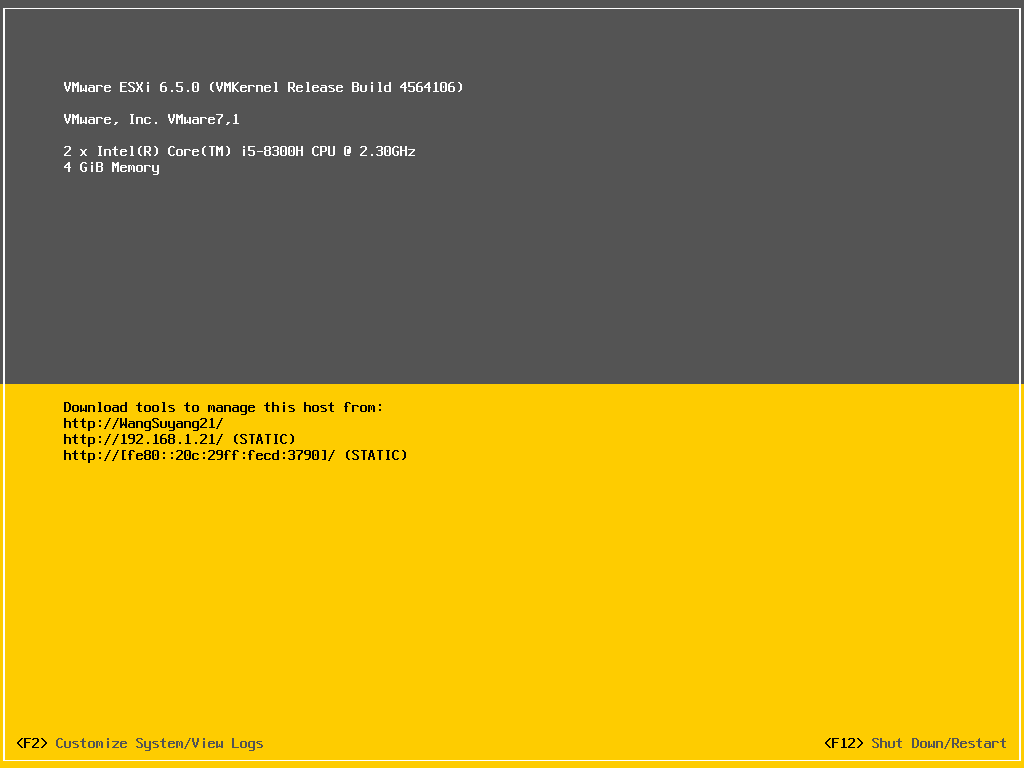 VMware ESXi 6.5.0 (VMKernel Release Build 4564106)
VMware, Inc. VMware7,1
2 x Intel(R) Core(TM) i5-8300H CPU @ 2.30GHz
4 GiB Memory
Download tools to manage this host from:
http://WangSuyang21/
http://192.168.1.21/ (STATIC)
http://[fe80::20c:29ff:fecd:3790]/ (STATIC)
<F2> Customize System/View Logs
<F12> Shut Down/Restart